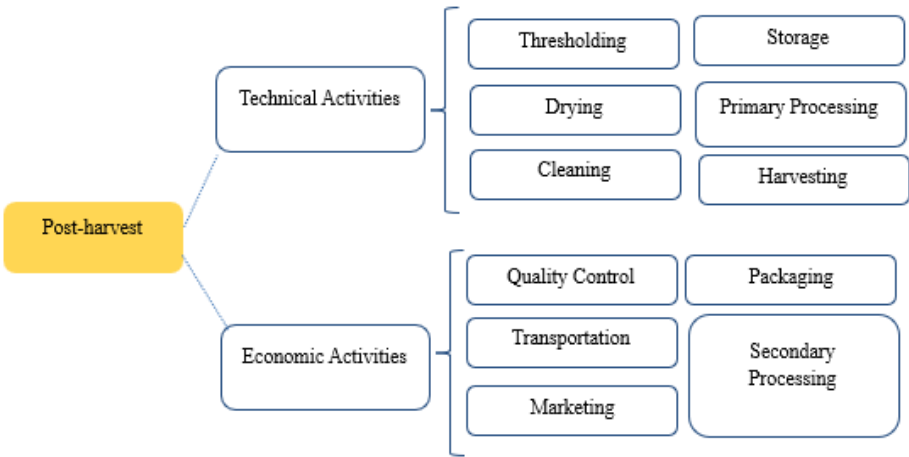 Post-harvest
Technical Activities
Thresholding
Storage
Drying
Primary Processing
Cleaning
Harvesting
Economic Activities
Quality Control
Packaging
Transportation
Secondary
Processing
Marketing